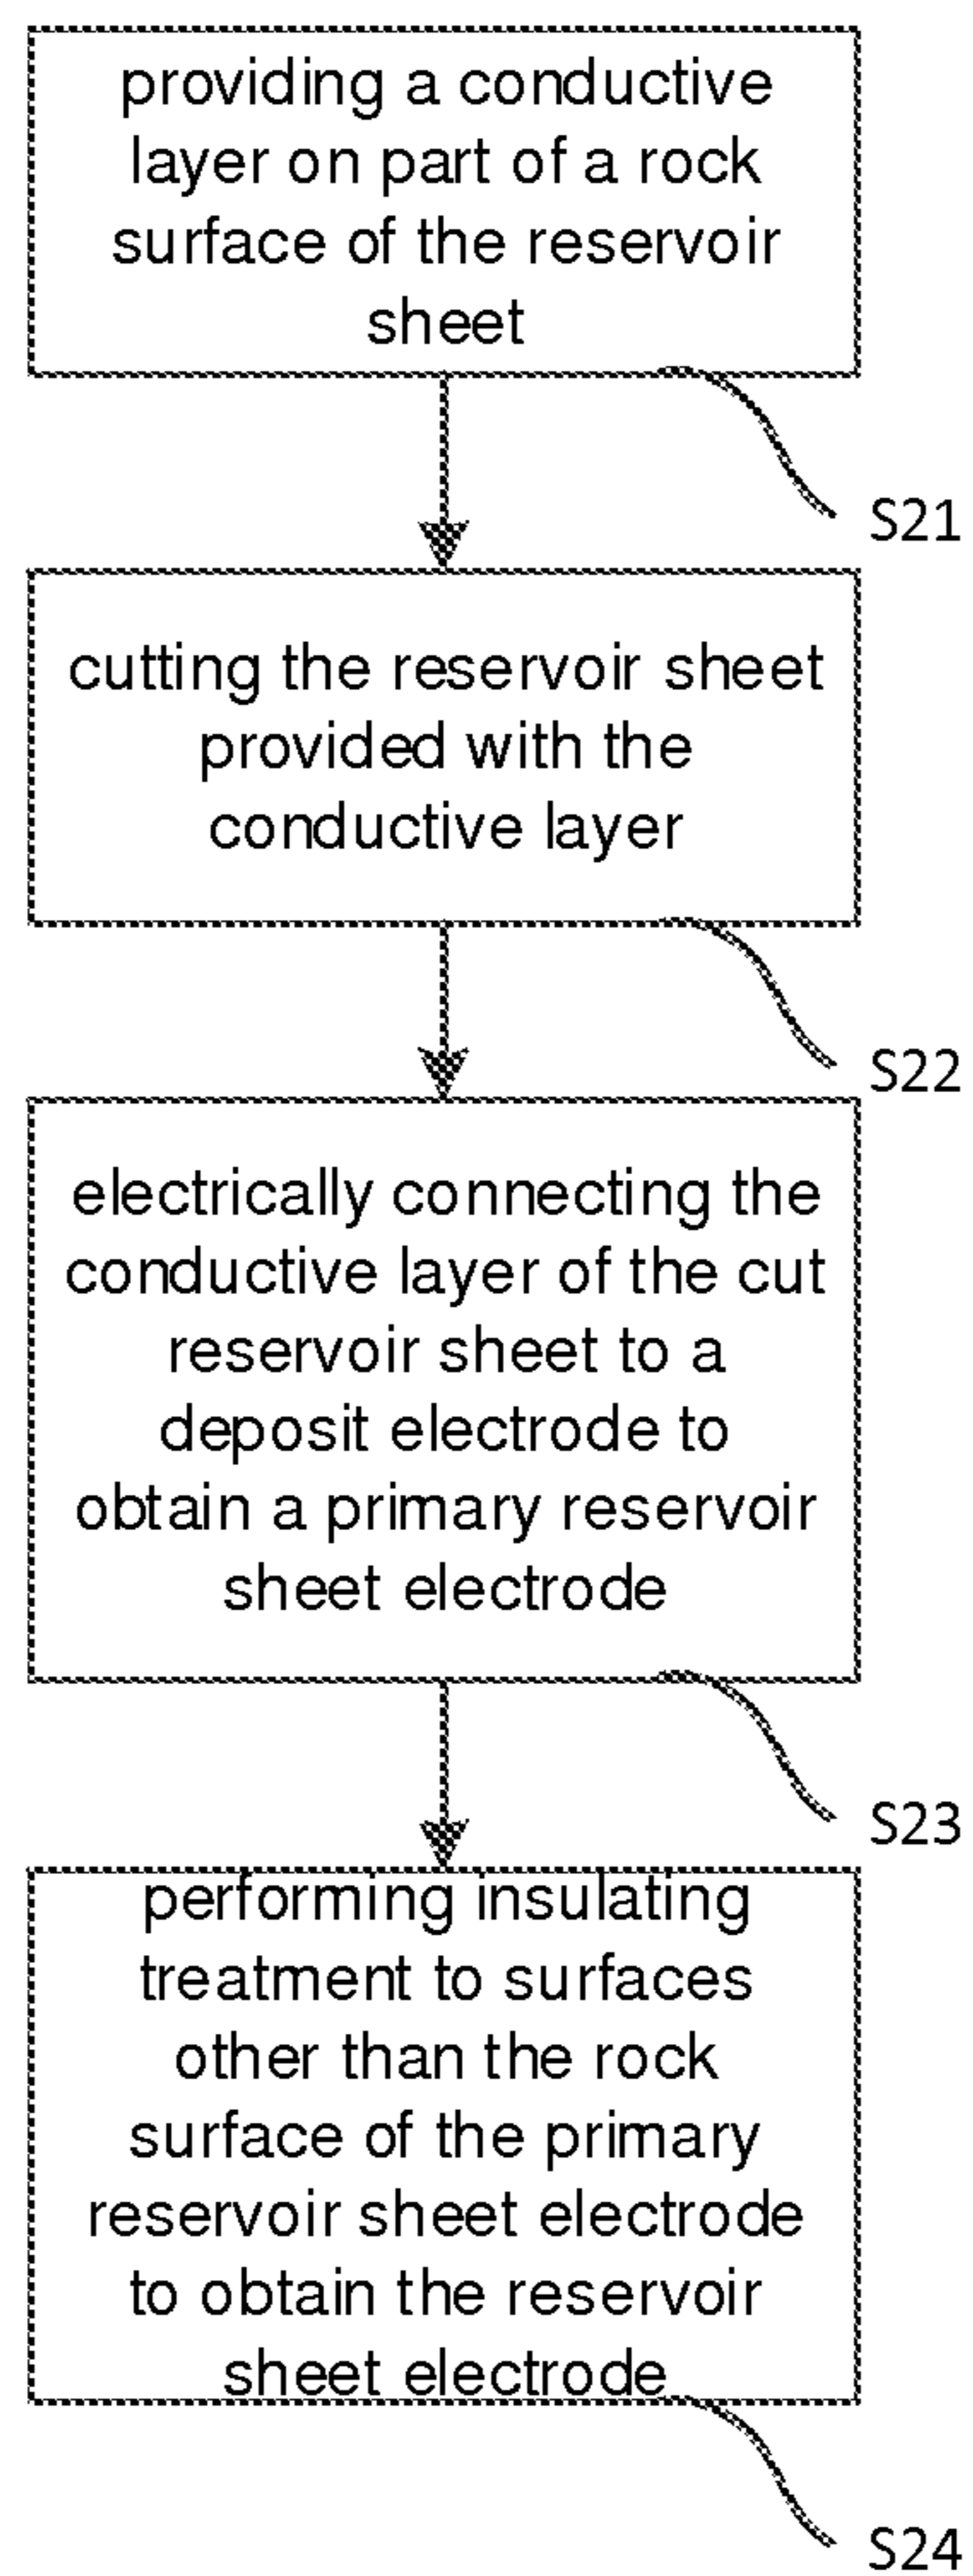 providing a conductive
layer on part of a rock
surface of the reservoir
sheet
S21
cutting the reservoir sheet
provided with the
conductive layer
S22
electrically connecting the
conductive layer of the cut
reservoir sheet to a
deposit electrode to
obtain a primary reservoir
sheet electrode
S23
performing insulating
treatment to surfaces
other than the rock
surface of the primary
reservoir sheet electrode
to obtain the reservoir
sheet electrode
S24